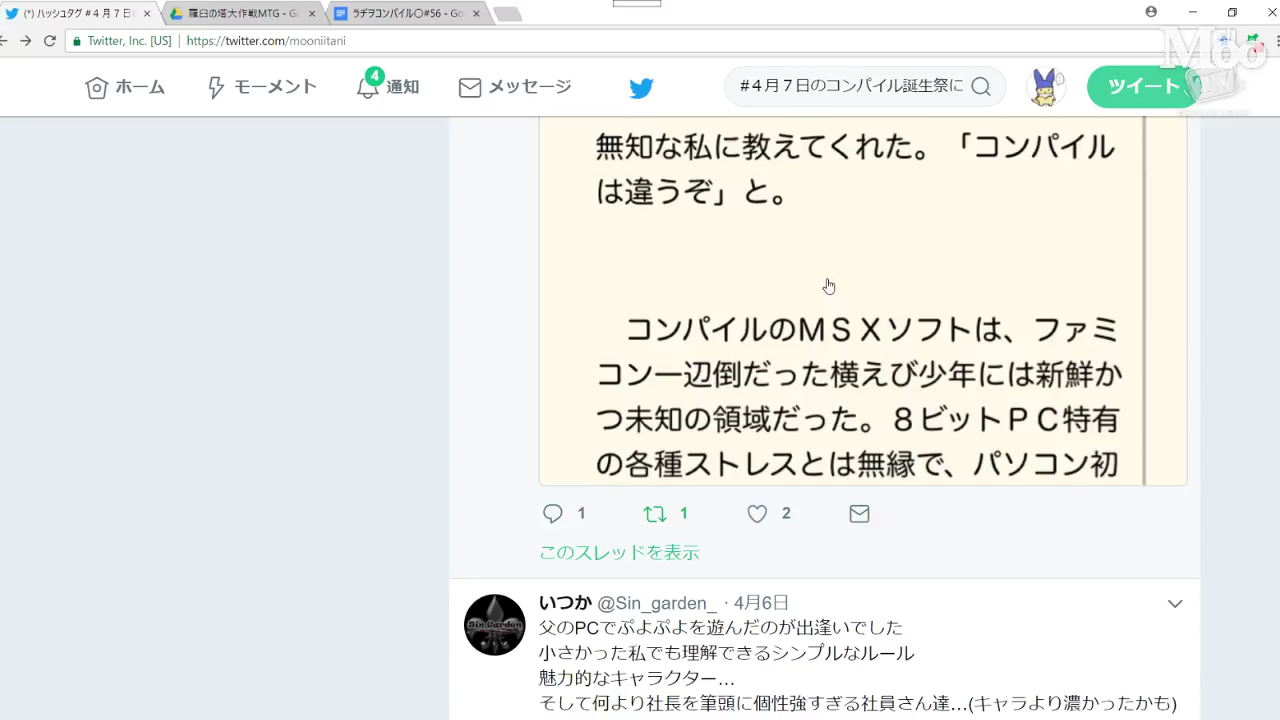 (*) ハッシュタグ # 4 月 7 日 の
羅臼の塔大作戦MTG - Go
ラヂヲコンパイル〇#56 - Go
Twitter, Inc. [US]
https://twitter.com/mooniitani
Moo
ホーム
モーメント
4
通知
メッセージ
#４月７日のコンパイル誕生祭に
ツイート
無知な私に教えてくれた。「コンパイル
は違うぞ」と。
コンパイルのＭＳＸソフトは、ファミ
コン一辺倒だった横えび少年には新鮮か
つ未知の領域だった。８ビットＰＣ特有
の各種ストレスとは無縁で、パソコン初
1
1
2
このスレッドを表示
いつか @Sin_garden_ · 4月6日
Sin Garden
父のPCでぷよぷよを遊んだのが出逢いでした
小さかった私でも理解できるシンプルなルール
魅力的なキャラクター…
そして何より社長を筆頭に個性強すぎる社員さん達…(キャラより濃かったかも)